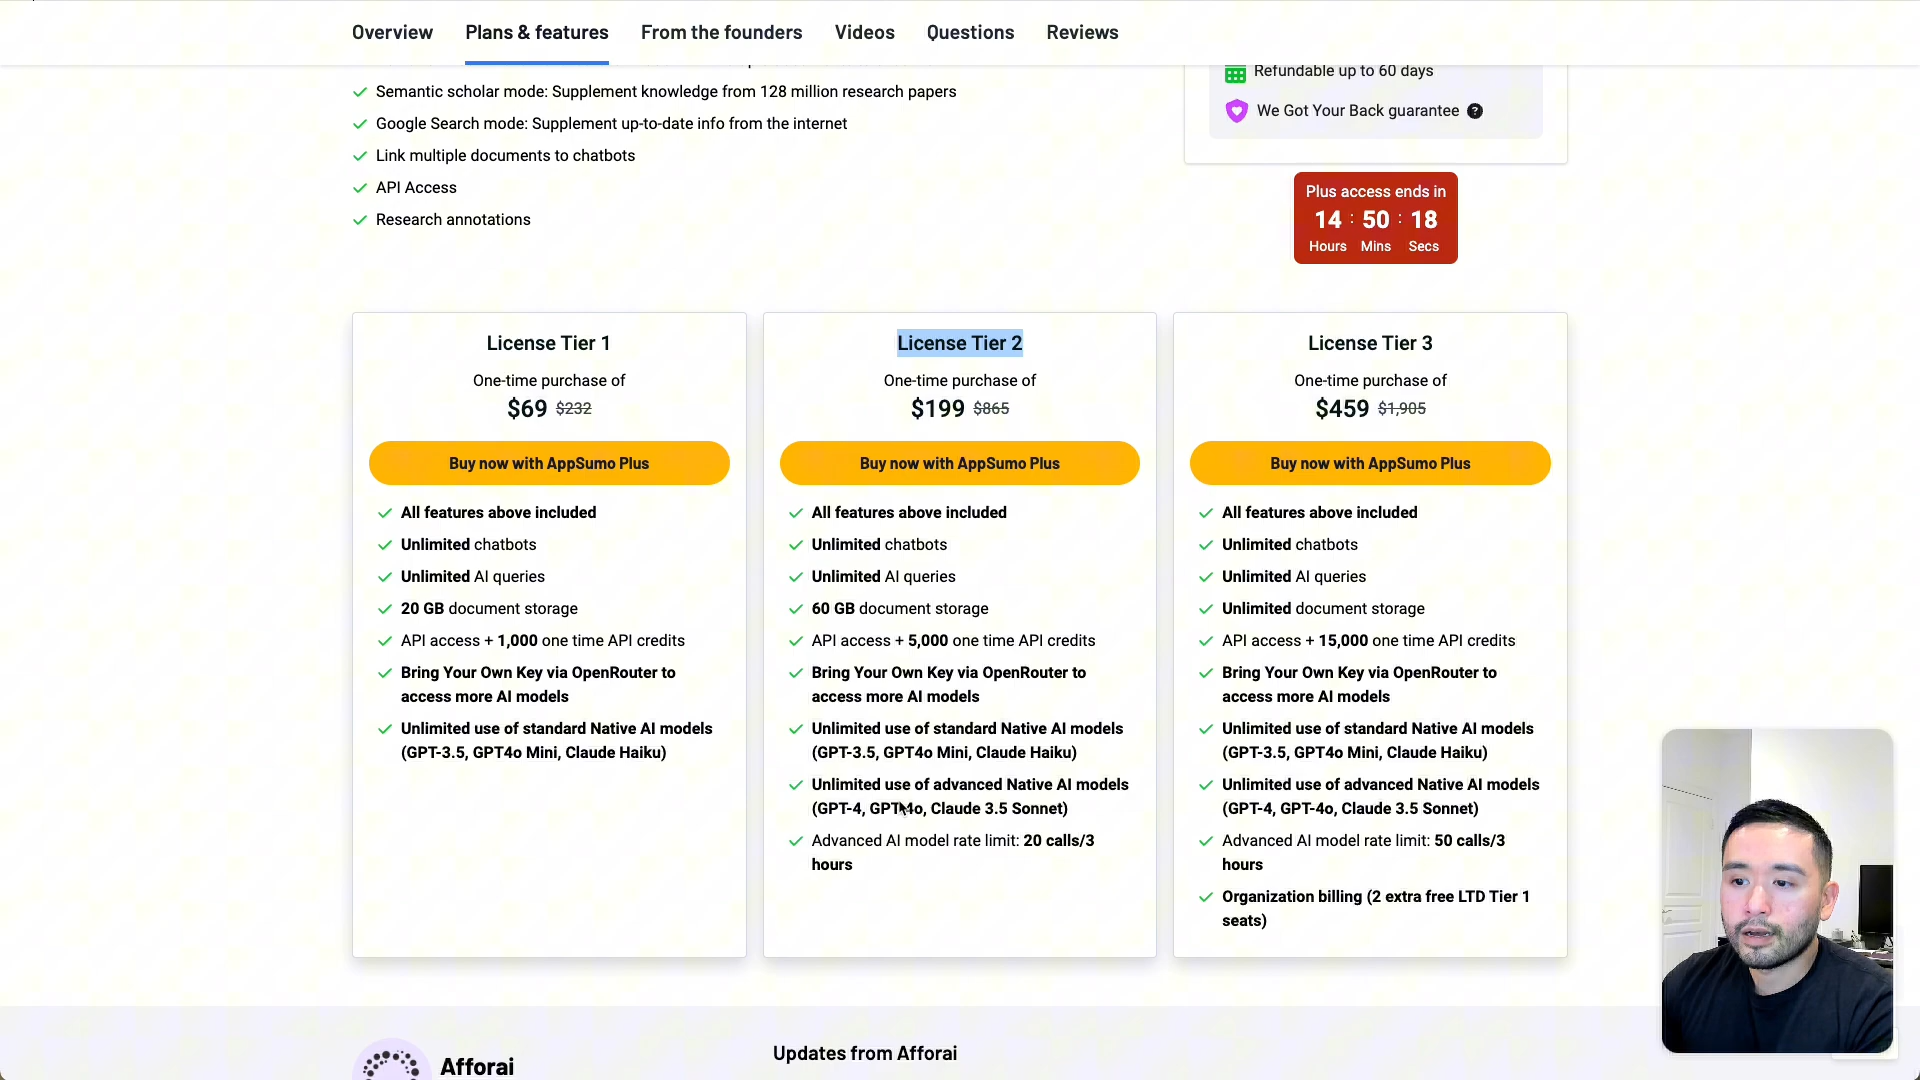 Overview
Plans & features
From the founders
Videos
Questions
Reviews
Semantic scholar mode: Supplement knowledge from 128 million research papers
Google Search mode: Supplement up-to-date info from the internet
Link multiple documents to chatbots
API Access
Research annotations
Refundable up to 60 days
We Got Your Back guarantee ?
Plus access ends in
14 : 50 : 18
Hours Mins Secs
License Tier 1
One-time purchase of
$69 $232
Buy now with AppSumo Plus
All features above included
Unlimited chatbots
Unlimited AI queries
20 GB document storage
API access + 1,000 one time API credits
Bring Your Own Key via OpenRouter to
access more AI models
Unlimited use of standard Native AI models
(GPT-3.5, GPT4o Mini, Claude Haiku)
License Tier 2
One-time purchase of
$199 $865
Buy now with AppSumo Plus
All features above included
Unlimited chatbots
Unlimited AI queries
60 GB document storage
API access + 5,000 one time API credits
Bring Your Own Key via OpenRouter to
access more AI models
Unlimited use of standard Native AI models
(GPT-3.5, GPT4o Mini, Claude Haiku)
Unlimited use of advanced Native AI models
(GPT-4, GPT-4o, Claude 3.5 Sonnet)
Advanced AI model rate limit: 20 calls/3
hours
License Tier 3
One-time purchase of
$459 $1,905
Buy now with AppSumo Plus
All features above included
Unlimited chatbots
Unlimited AI queries
Unlimited document storage
API access + 15,000 one time API credits
Bring Your Own Key via OpenRouter to
access more AI models
Unlimited use of standard Native AI models
(GPT-3.5, GPT4o Mini, Claude Haiku)
Unlimited use of advanced Native AI models
(GPT-4, GPT-4o, Claude 3.5 Sonnet)
Advanced AI model rate limit: 50 calls/3
hours
Organization billing (2 extra free LTD Tier 1
seats)
Afforai
Updates from Afforai